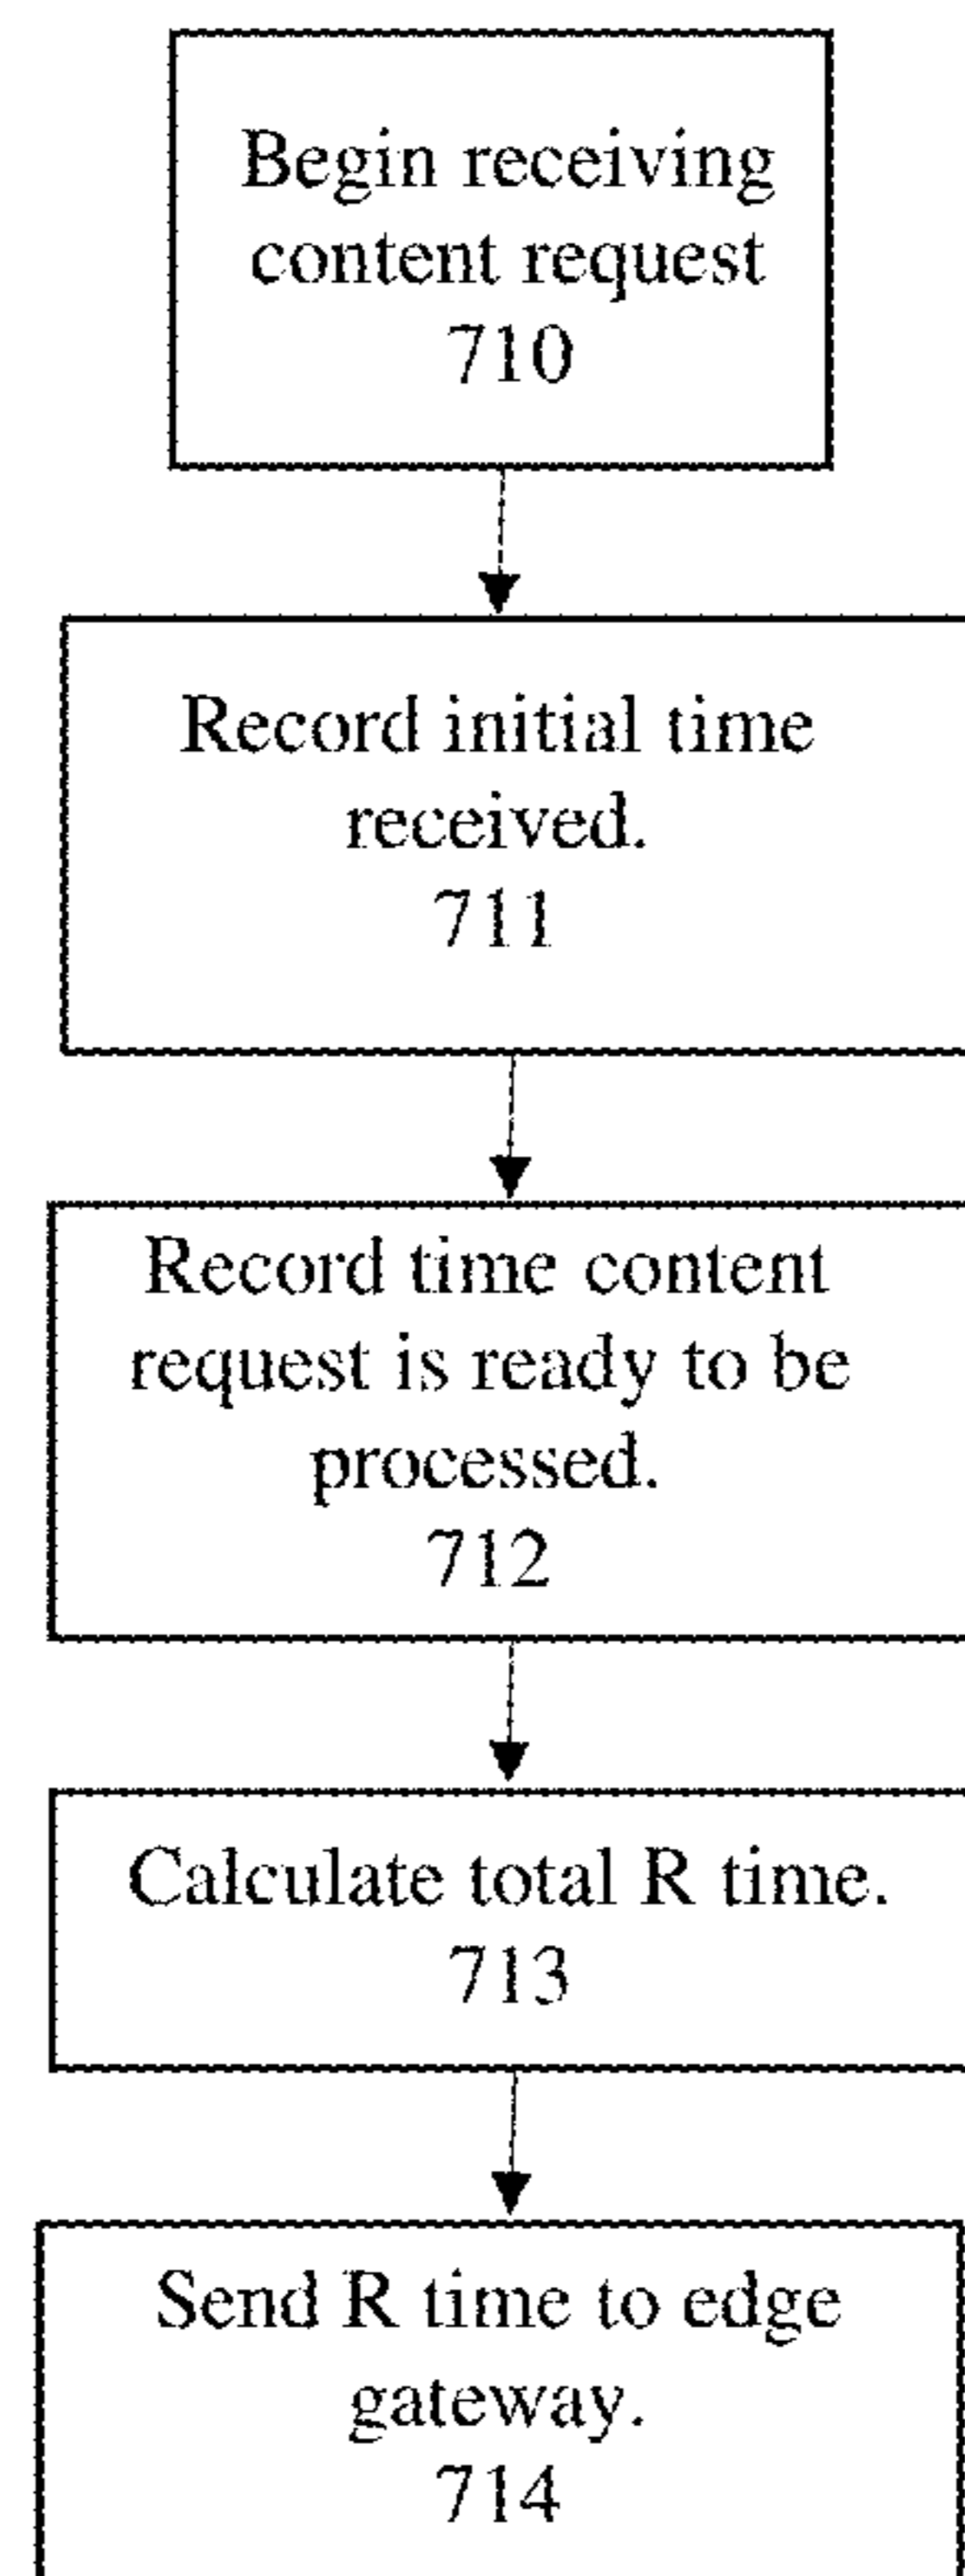 Begin receiving
content request
710
Record initial time
received.
711
Record time content
request is ready to be
processed.
712
Calculate total R time.
713
Send R time to edge
gateway.
714